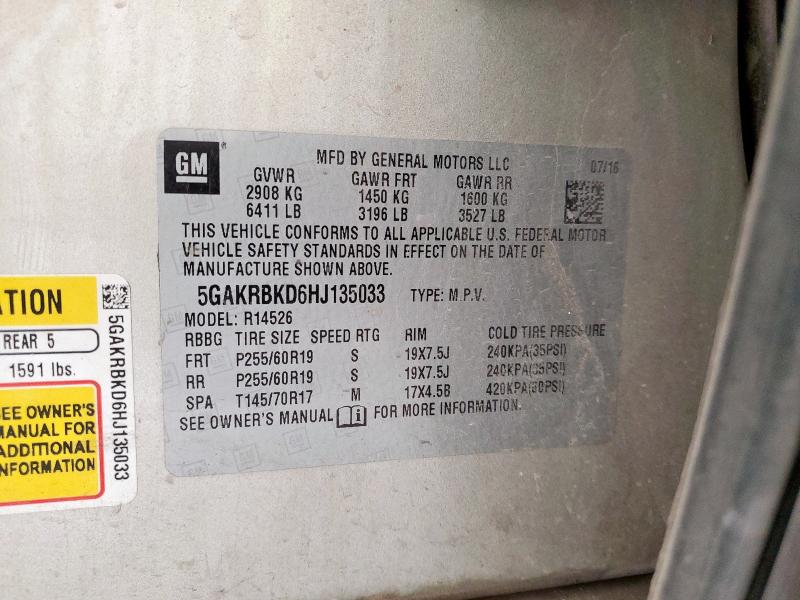 GM
MFD BY GENERAL MOTORS LLC 07/16
GVWR GAWR FRT GAWR RR
2908 KG 1450 KG 1600 KG
6411 LB 3196 LB 3527 LB
THIS VEHICLE CONFORMS TO ALL APPLICABLE U.S. FEDERAL MOTOR
VEHICLE SAFETY STANDARDS IN EFFECT ON THE DATE OF
MANUFACTURE SHOWN ABOVE.
5GAKRBKD6HJ135033 TYPE: M.P.V.
MODEL: R14526
RBBG TIRE SIZE SPEED RTG RIM COLD TIRE PRESSURE
FRT P255/60R19 S 19X7.5J 240KPA(35PSI)
RR P255/60R19 S 19X7.5J 240KPA(35PSI)
SPA T145/70R17 M 17X4.5B 420KPA(60PSI)
SEE OWNER'S MANUAL FOR MORE INFORMATION.
ATION
REAR 5
1591 lbs.
SEE OWNER'S
MANUAL FOR
ADDITIONAL
INFORMATION
5GAKRBKD6HJ135033